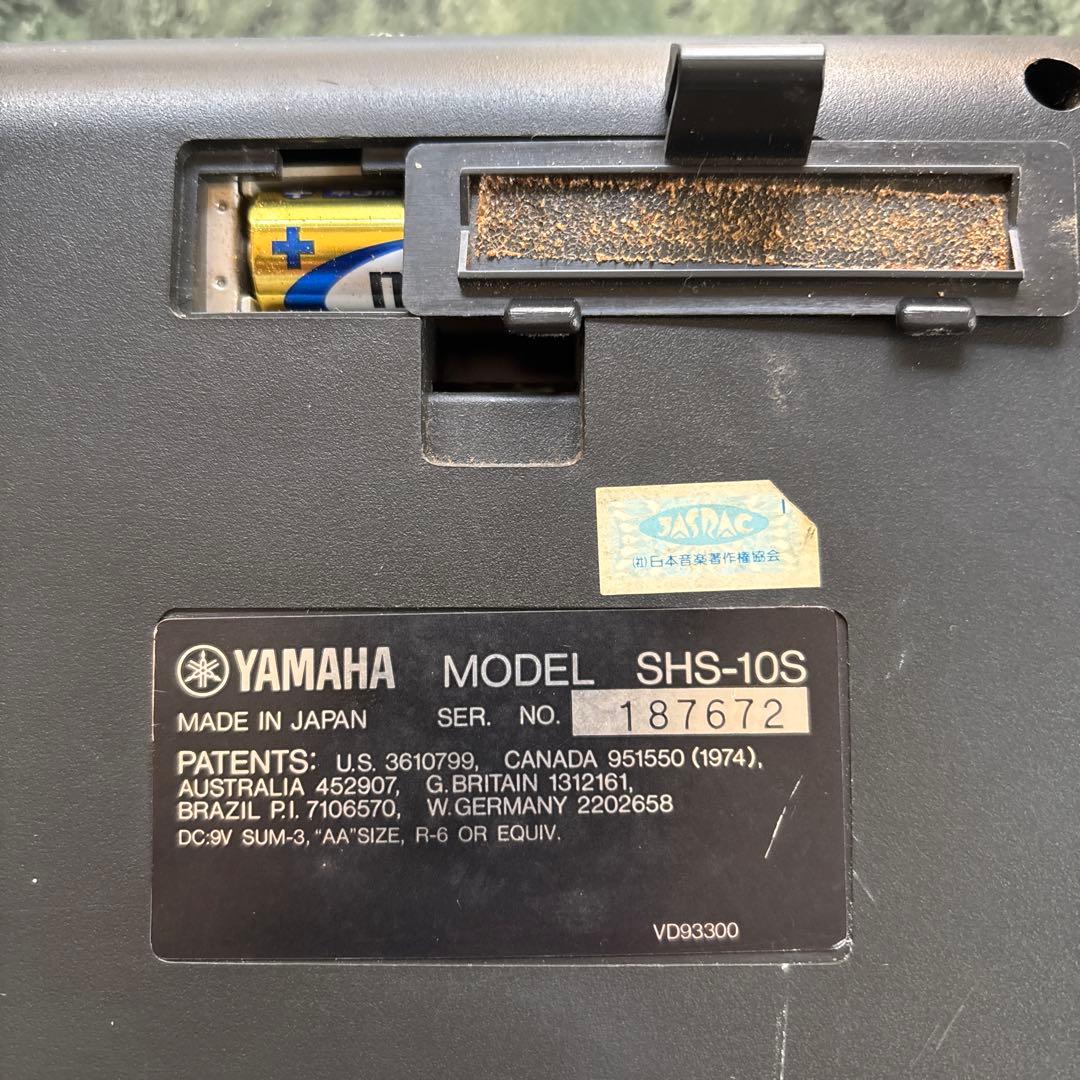 +
n
JASRAC
(社)日本音楽著作権協会
YAMAHA MODEL SHS-10S
MADE IN JAPAN SER. NO. 187672
PATENTS: U.S. 3610799, CANADA 951550 (1974),
AUSTRALIA 452907, G.BRITAIN 1312161,
BRAZIL P.I. 7106570, W.GERMANY 2202658
DC:9V SUM-3, "AA"SIZE, R-6 OR EQUIV.
VD93300